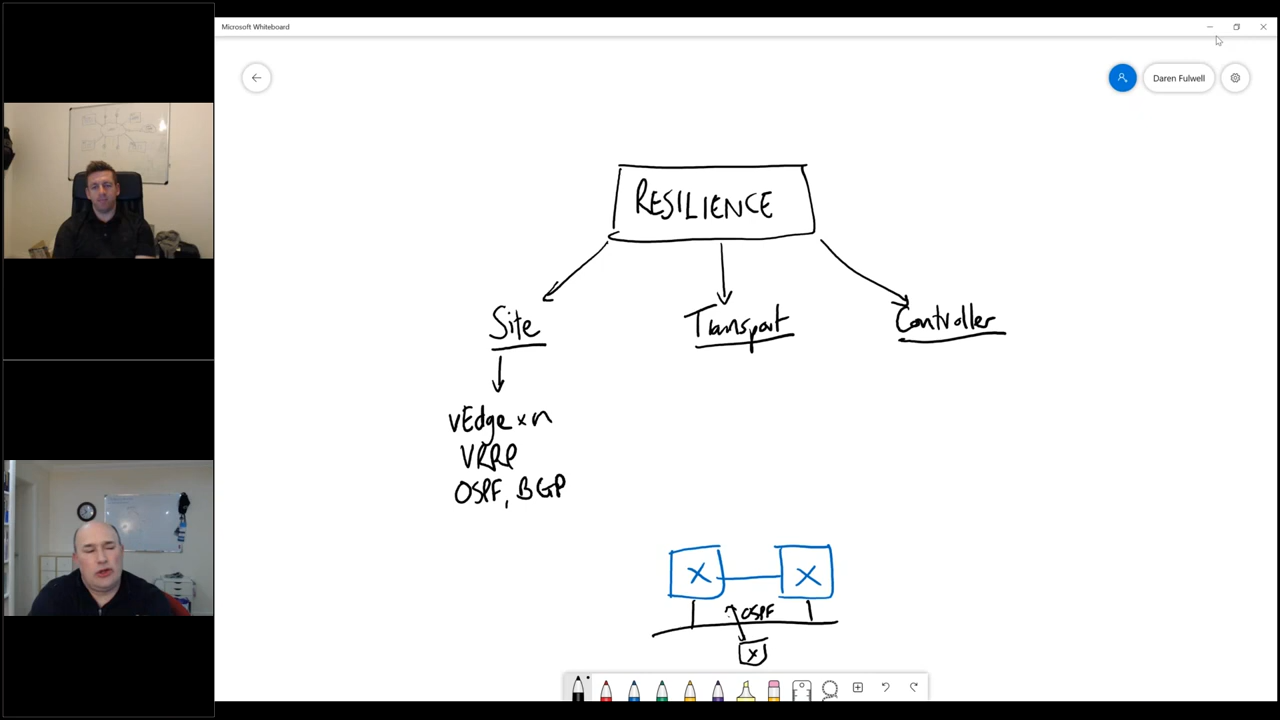 Microsoft Whiteboard
Daren Fulwell
RESILIENCE
Site
Transport
Controller
vEdge x n
VRRP
OSPF, BGP
X X
OSPF
X